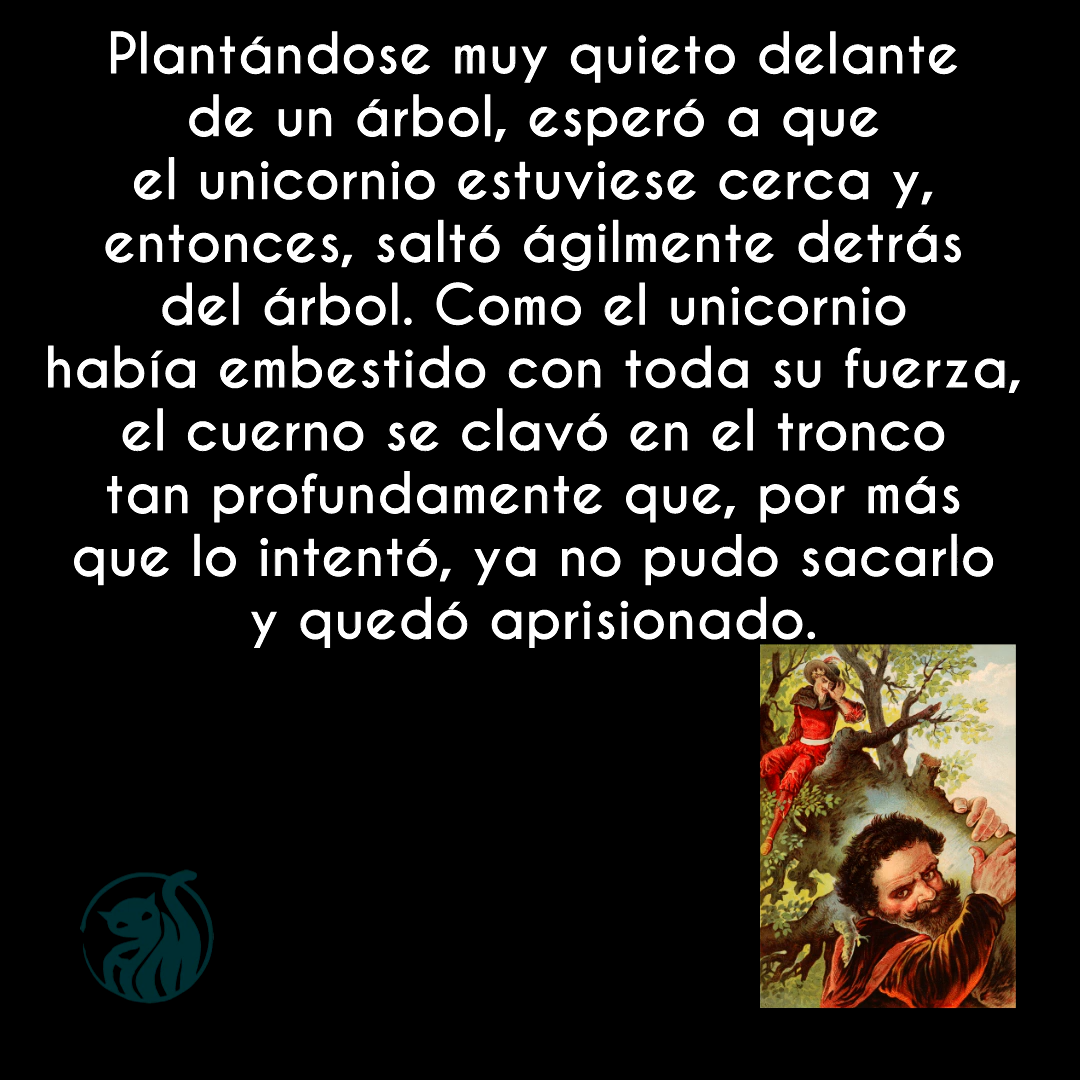 Plantándose muy quieto delante
de un árbol, esperó a que
el unicornio estuviese cerca y,
entonces, saltó ágilmente detrás
del árbol. Como el unicornio
había embestido con toda su fuerza,
el cuerno se clavó en el tronco
tan profundamente que, por más
que lo intentó, ya no pudo sacarlo
y quedó aprisionado.